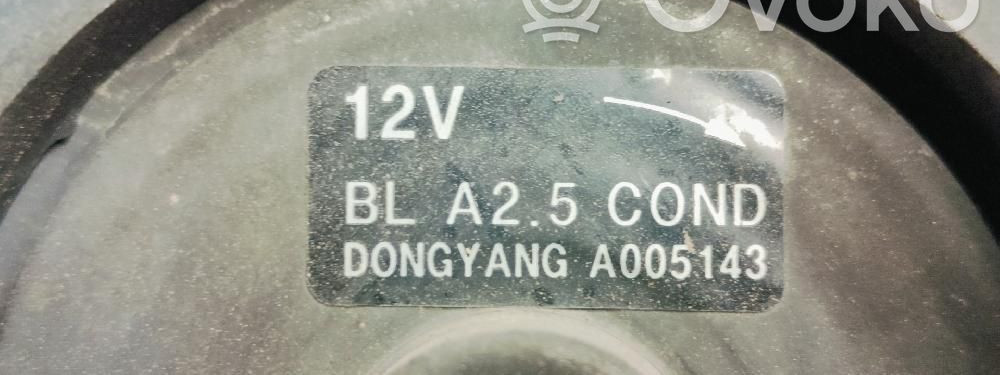 OVOKO
12V
BL A2.5 COND
DONGYANG A005143